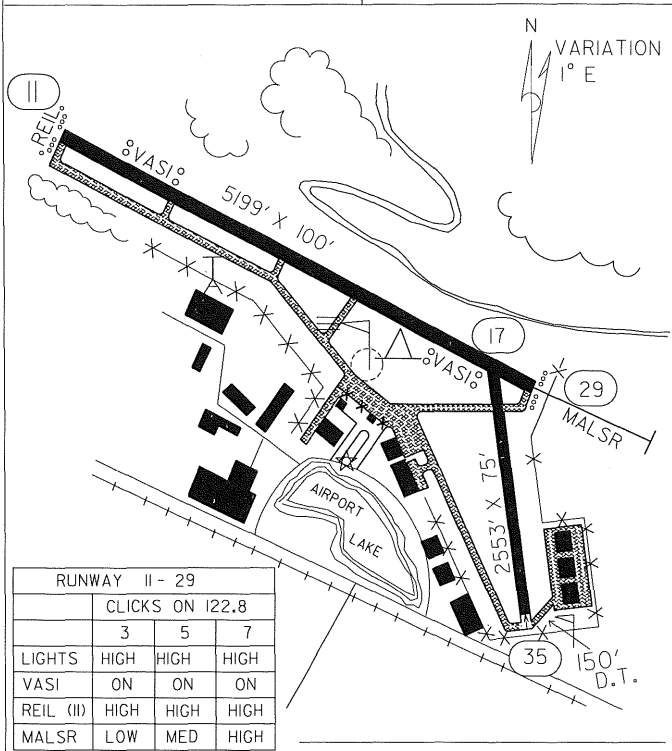 N
VARIATION
1° E
11
REIL
VASI
5199' X 100'
17
VASI
29
MALSR
2553' X 75'
AIRPORT
LAKE
35
150'
D.T.
RUNWAY 11 - 29
CLICKS ON 122.8
3 5 7
LIGHTS HIGH HIGH HIGH
VASI ON ON ON
REIL (11) HIGH HIGH HIGH
MALSR LOW MED HIGH